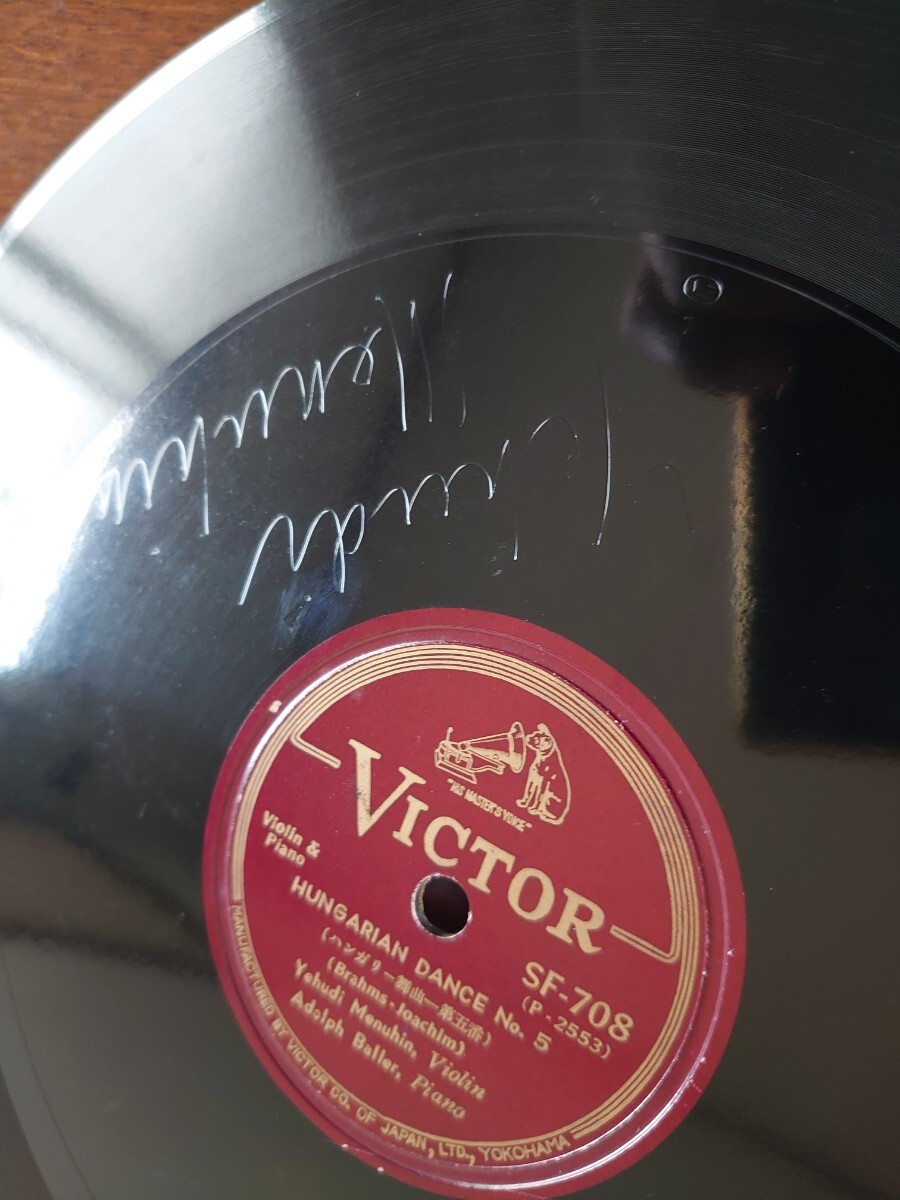 Yehudi
Menuhin
"HIS MASTER'S VOICE"
VICTOR
Violin &
Piano
SF-708
(P-2553)
HUNGARIAN DANCE No. 5
(ハンガリー舞曲—第五番)
(Brahms-Joachim)
Yehudi Menuhin, Violin
Adolph Baller, Piano
MANUFACTURED BY VICTOR CO. OF JAPAN, LTD., YOKOHAMA